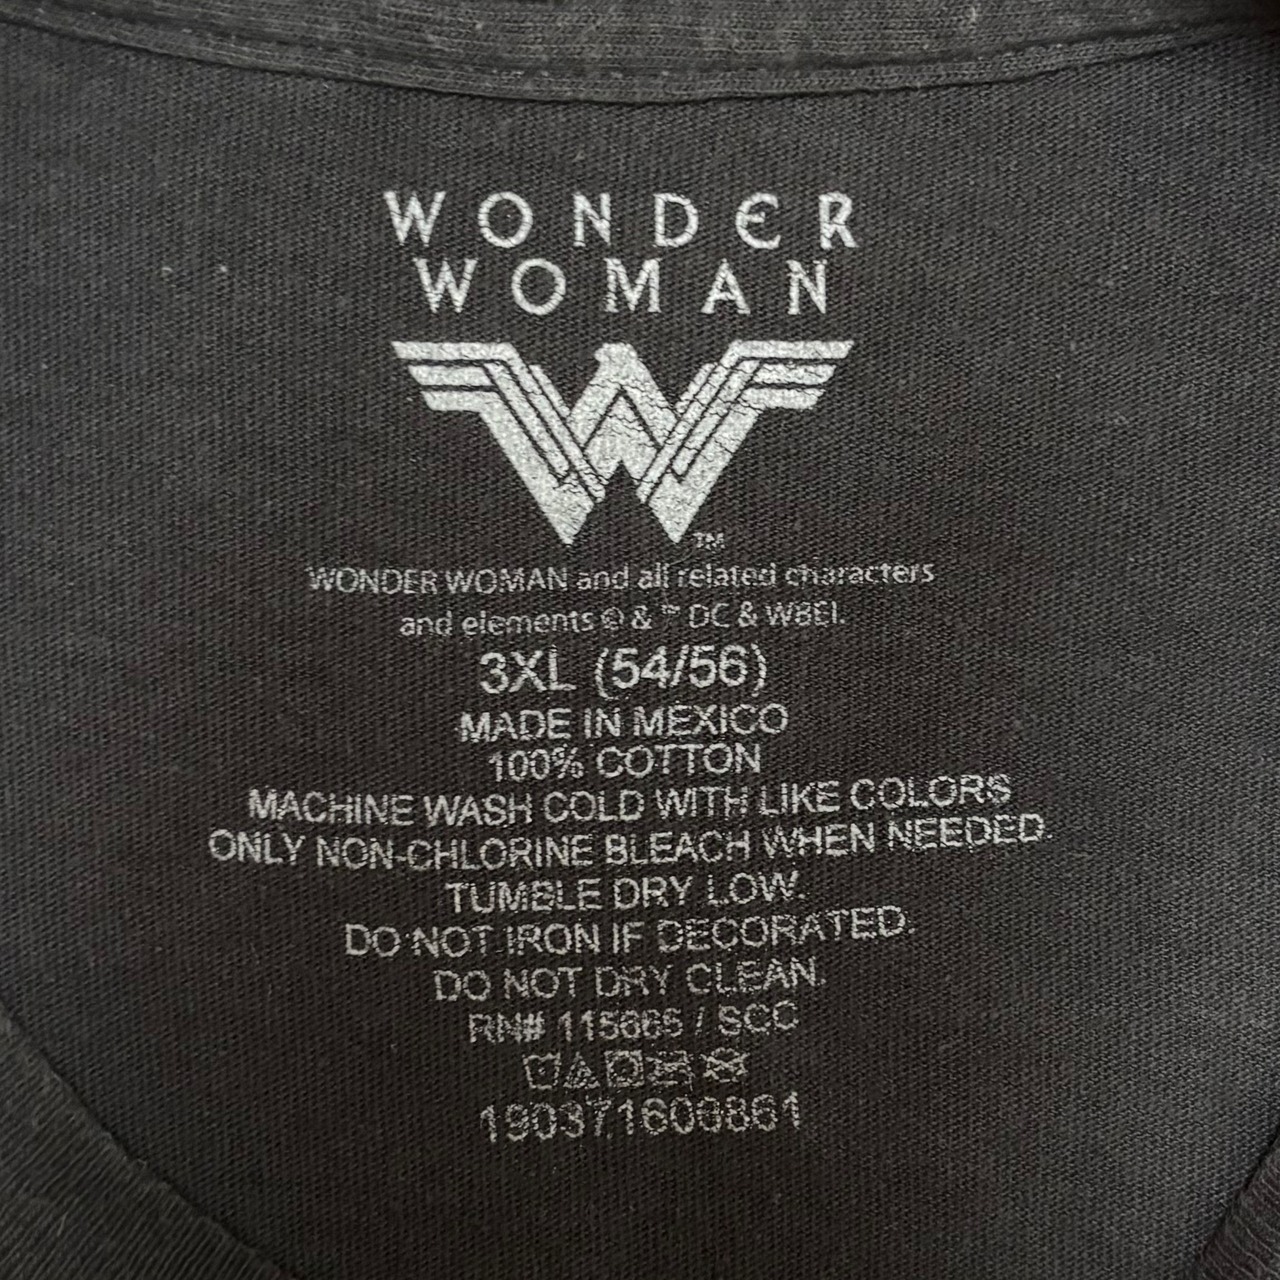 WONDER
WOMAN
™
WONDER WOMAN and all related characters
and elements © & ™ DC & WBEI.
3XL (54/56)
MADE IN MEXICO
100% COTTON
MACHINE WASH COLD WITH LIKE COLORS
ONLY NON-CHLORINE BLEACH WHEN NEEDED.
TUMBLE DRY LOW.
DO NOT IRON IF DECORATED.
DO NOT DRY CLEAN.
RN# 115665 / SCC